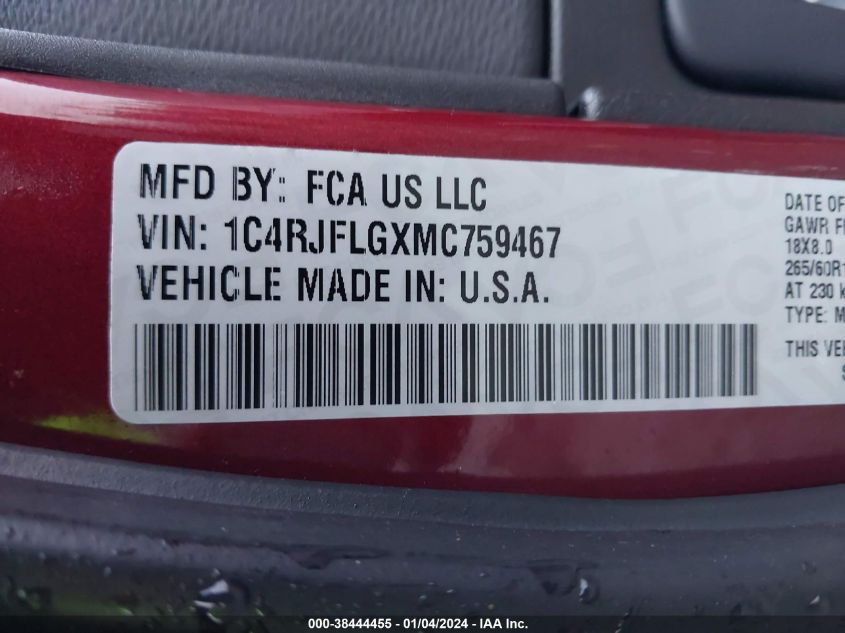 MFD BY: FCA US LLC
VIN: 1C4RJFLGXMC759467
VEHICLE MADE IN: U.S.A.
DATE OF
GAWR
18X8.0
265/60R
AT 230
TYPE:
THIS
000-38444455 - 01/04/2024 - IAA Inc.